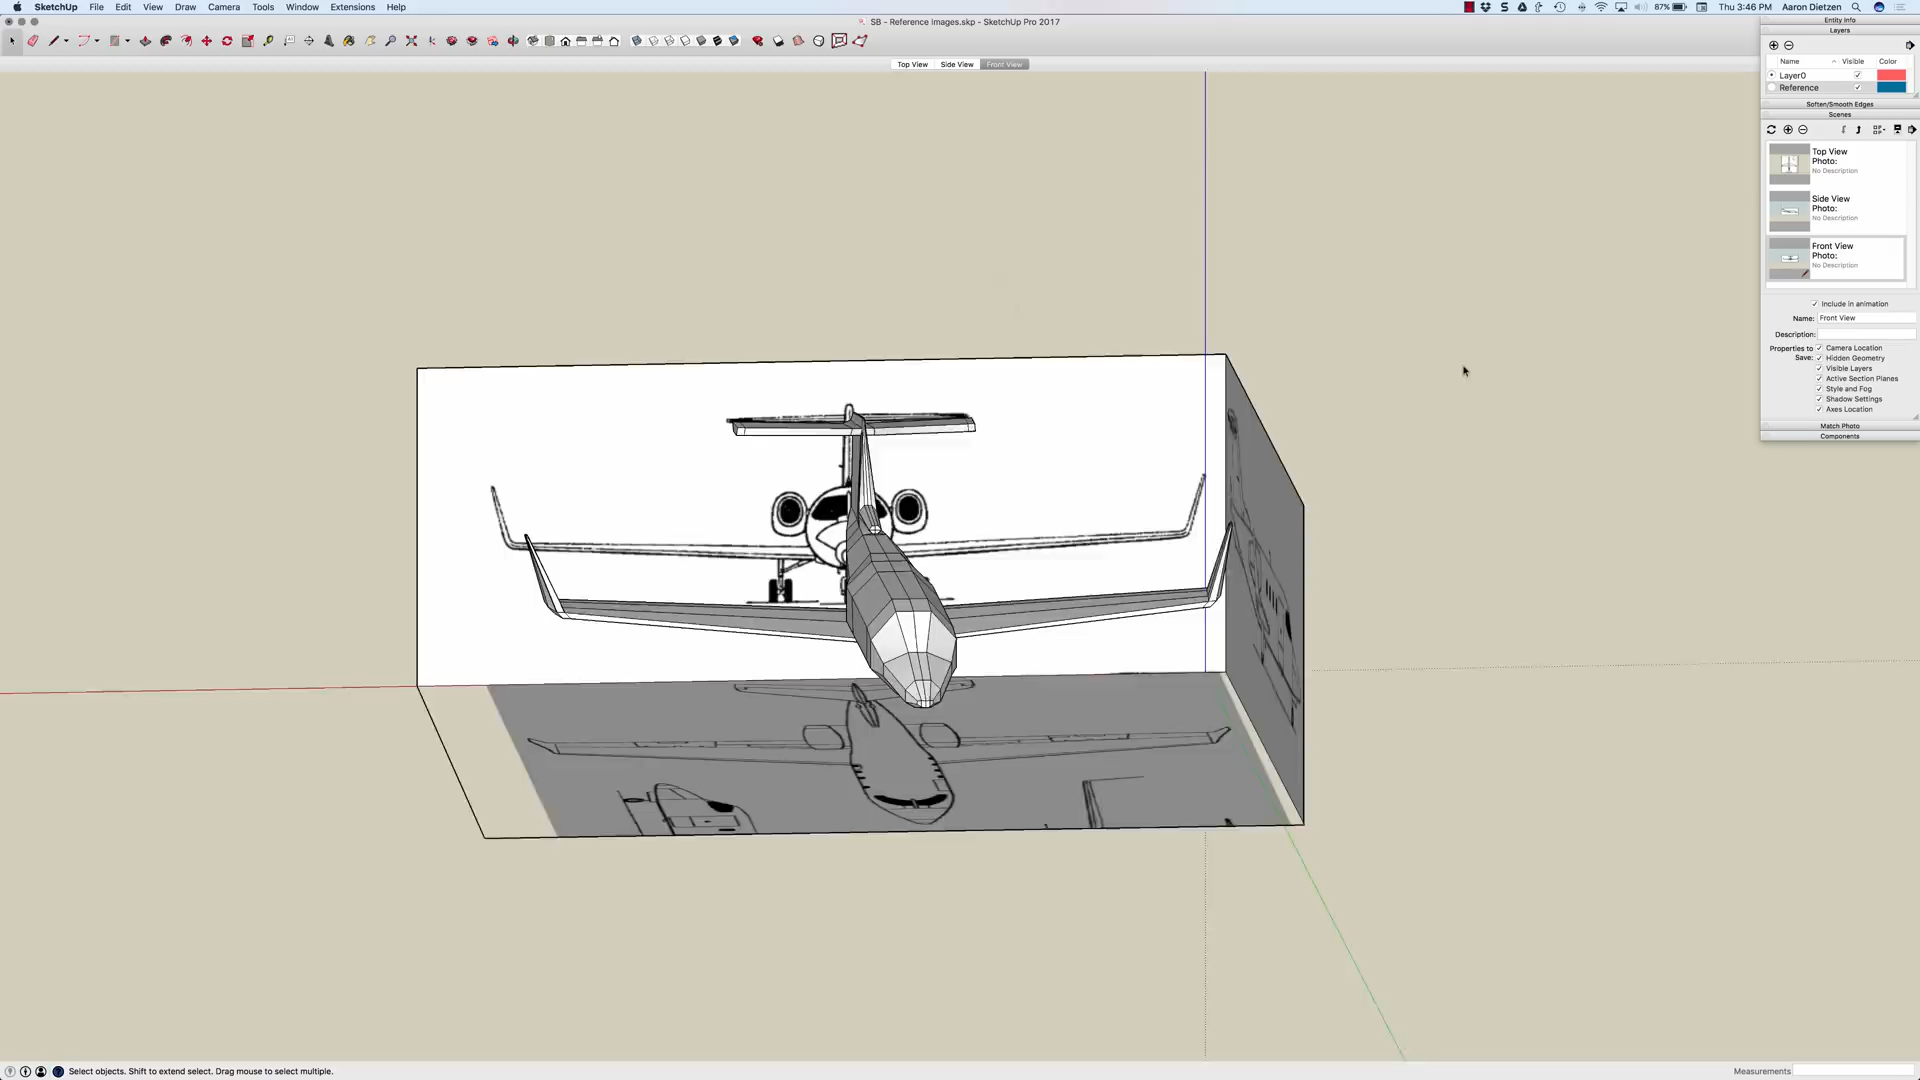 SketchUp File Edit View Draw Camera Tools Window Extensions Help 87% Thu 3:46 PM Aaron Dietzen
SB - Reference Images.skp - SketchUp Pro 2017
Top View Side View Front View
Entity Info
Layers
Name Visible Color
Layer0
Reference
Soften/Smooth Edges
Scenes
Top View
Photo:
No Description
Side View
Photo:
No Description
Front View
Photo:
No Description
Include in animation
Name: Front View
Description:
Properties to Save:
Camera Location
Hidden Geometry
Visible Layers
Active Section Planes
Style and Fog
Shadow Settings
Axes Location
Match Photo
Components
Select objects. Shift to extend select. Drag mouse to select multiple.
Measurements